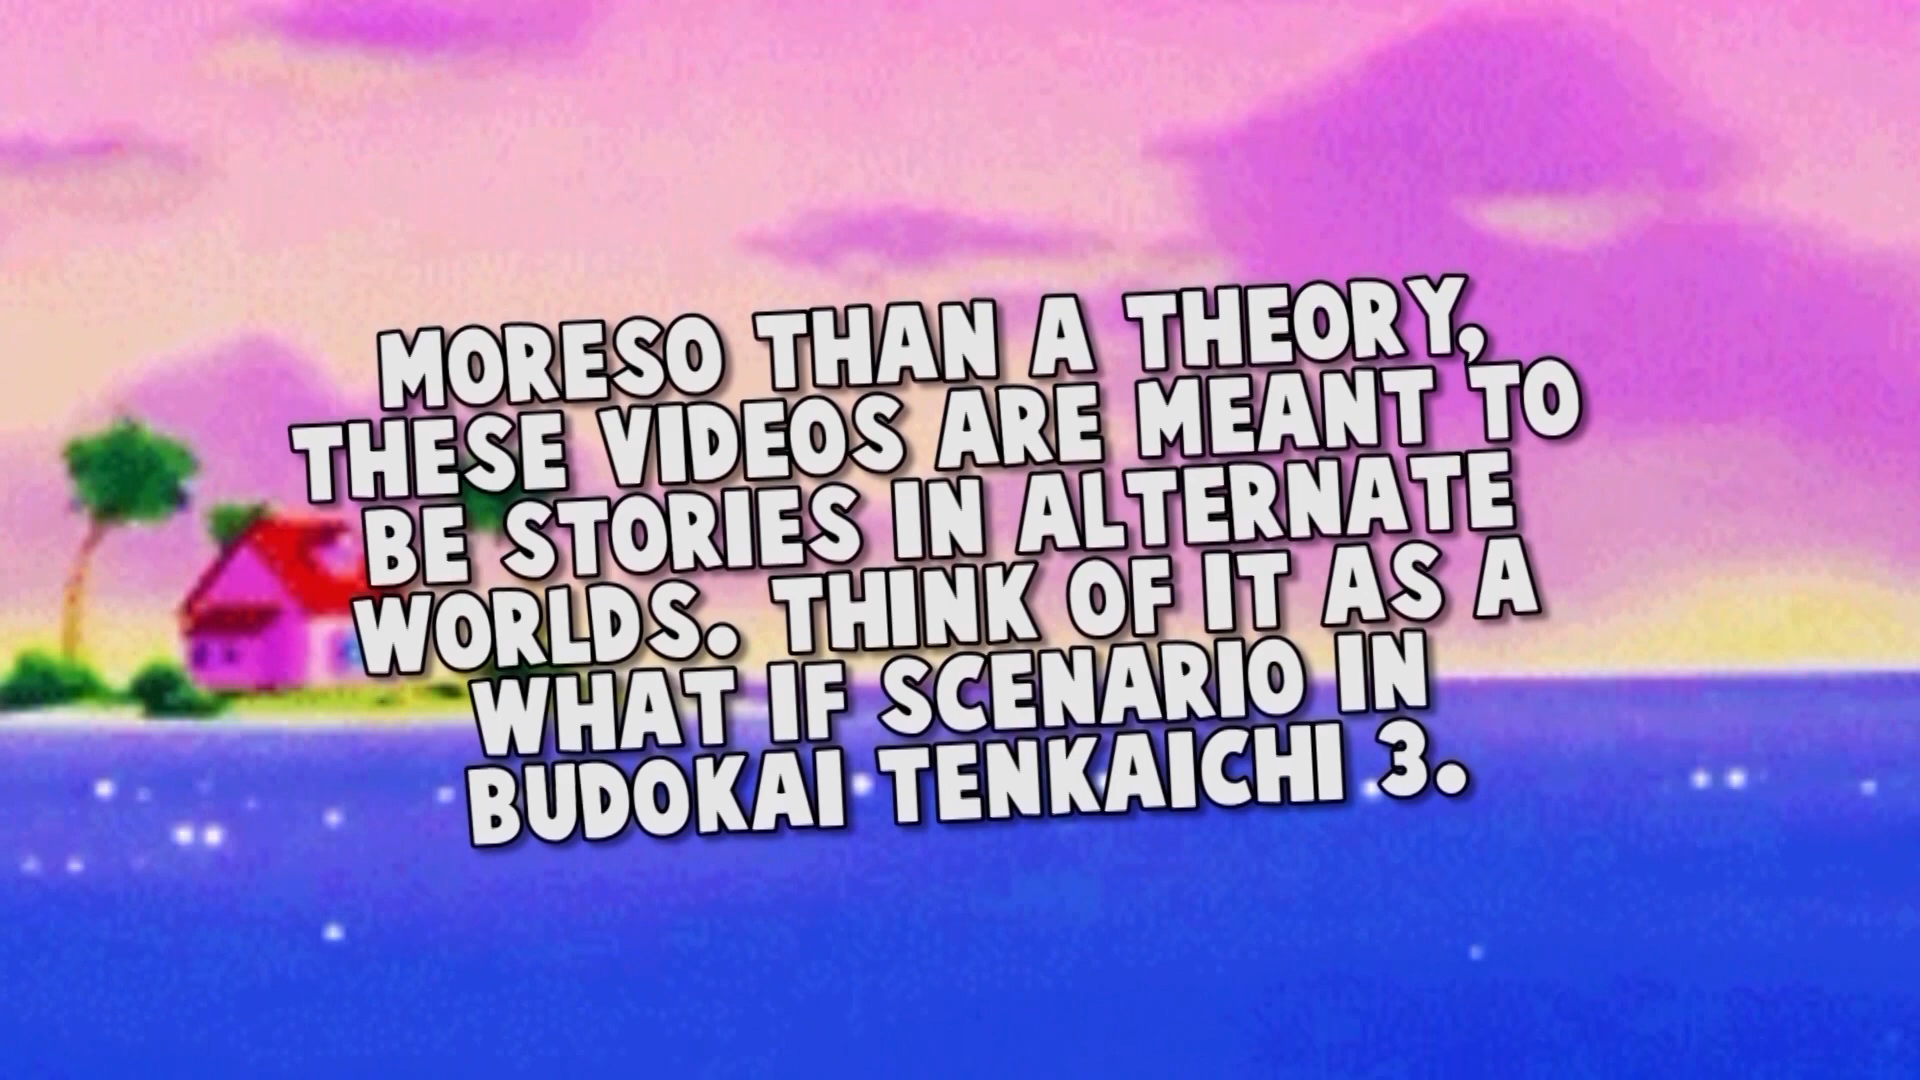 MORESO THAN A THEORY,
THESE VIDEOS ARE MEANT TO
BE STORIES IN ALTERNATE
WORLDS. THINK OF IT AS A
WHAT IF SCENARIO IN
BUDOKAI TENKAICHI 3.